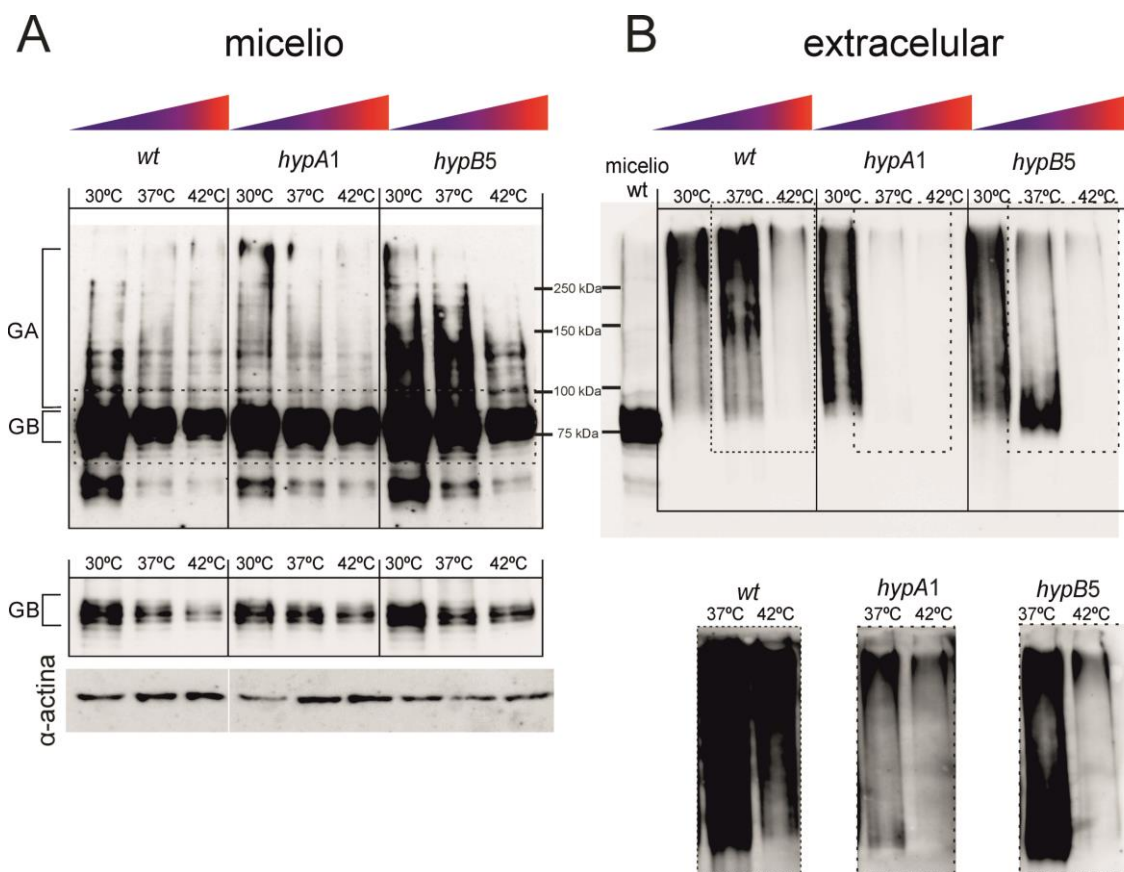 A
micelio
wt hypA1 hypB5
30ºC 37ºC 42ºC 30ºC 37ºC 42ºC 30ºC 37ºC 42ºC
GA
GB
250 kDa
150 kDa
100 kDa
75 kDa
30ºC 37ºC 42ºC 30ºC 37ºC 42ºC 30ºC 37ºC 42ºC
GB
α-actina
B
extracelular
wt hypA1 hypB5
micelio
wt
30ºC 37ºC 42ºC 30ºC 37ºC 42ºC 30ºC 37ºC 42ºC
wt hypA1 hypB5
37ºC 42ºC 37ºC 42ºC 37ºC 42ºC